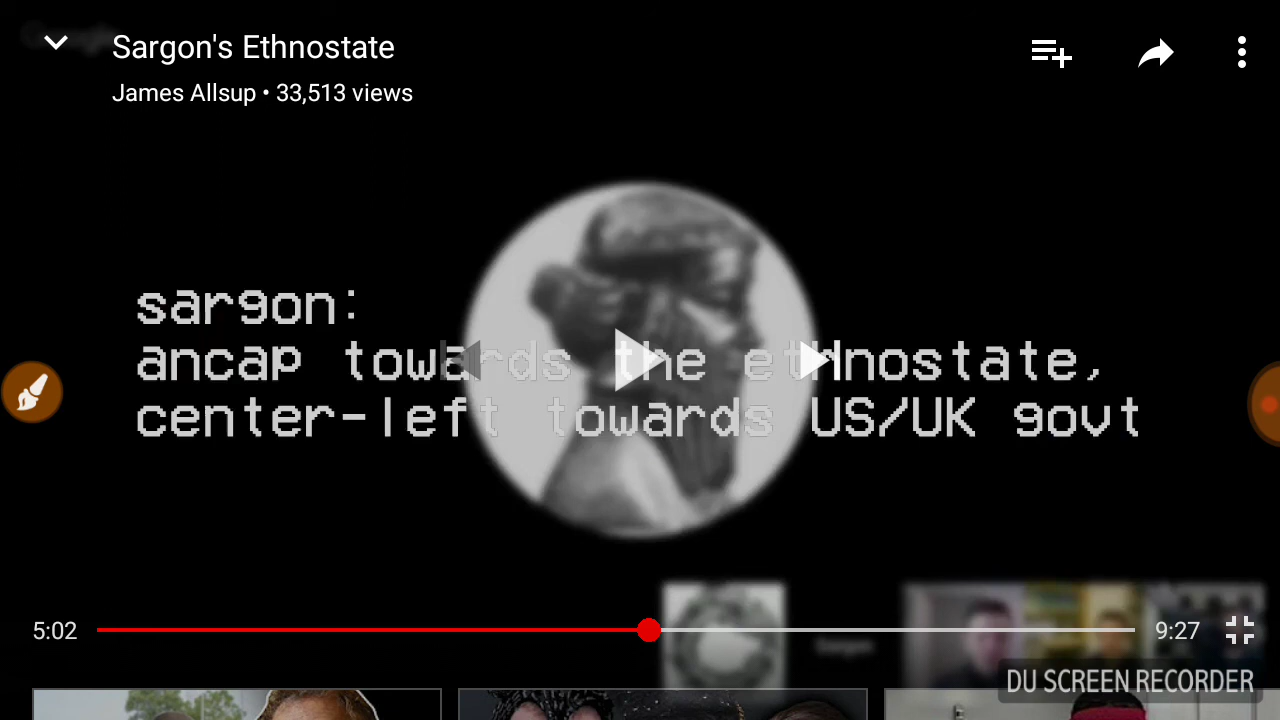 Sargon's Ethnostate
James Allsup • 33,513 views
sargon:
ancap towards the ethnostate,
center-left towards US/UK govt
5:02
9:27
DU SCREEN RECORDER